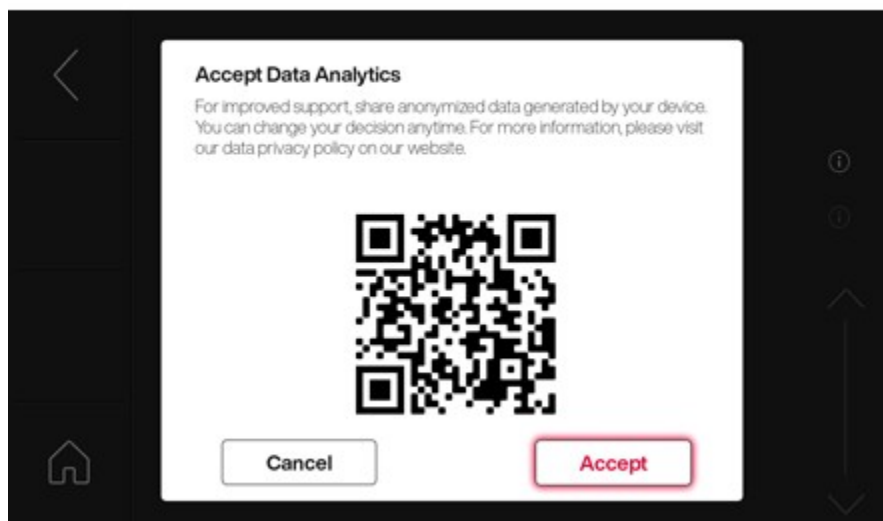 Accept Data Analytics
For improved support, share anonymized data generated by your device.
You can change your decision anytime. For more information, please visit
our data privacy policy on our website.
Cancel
Accept